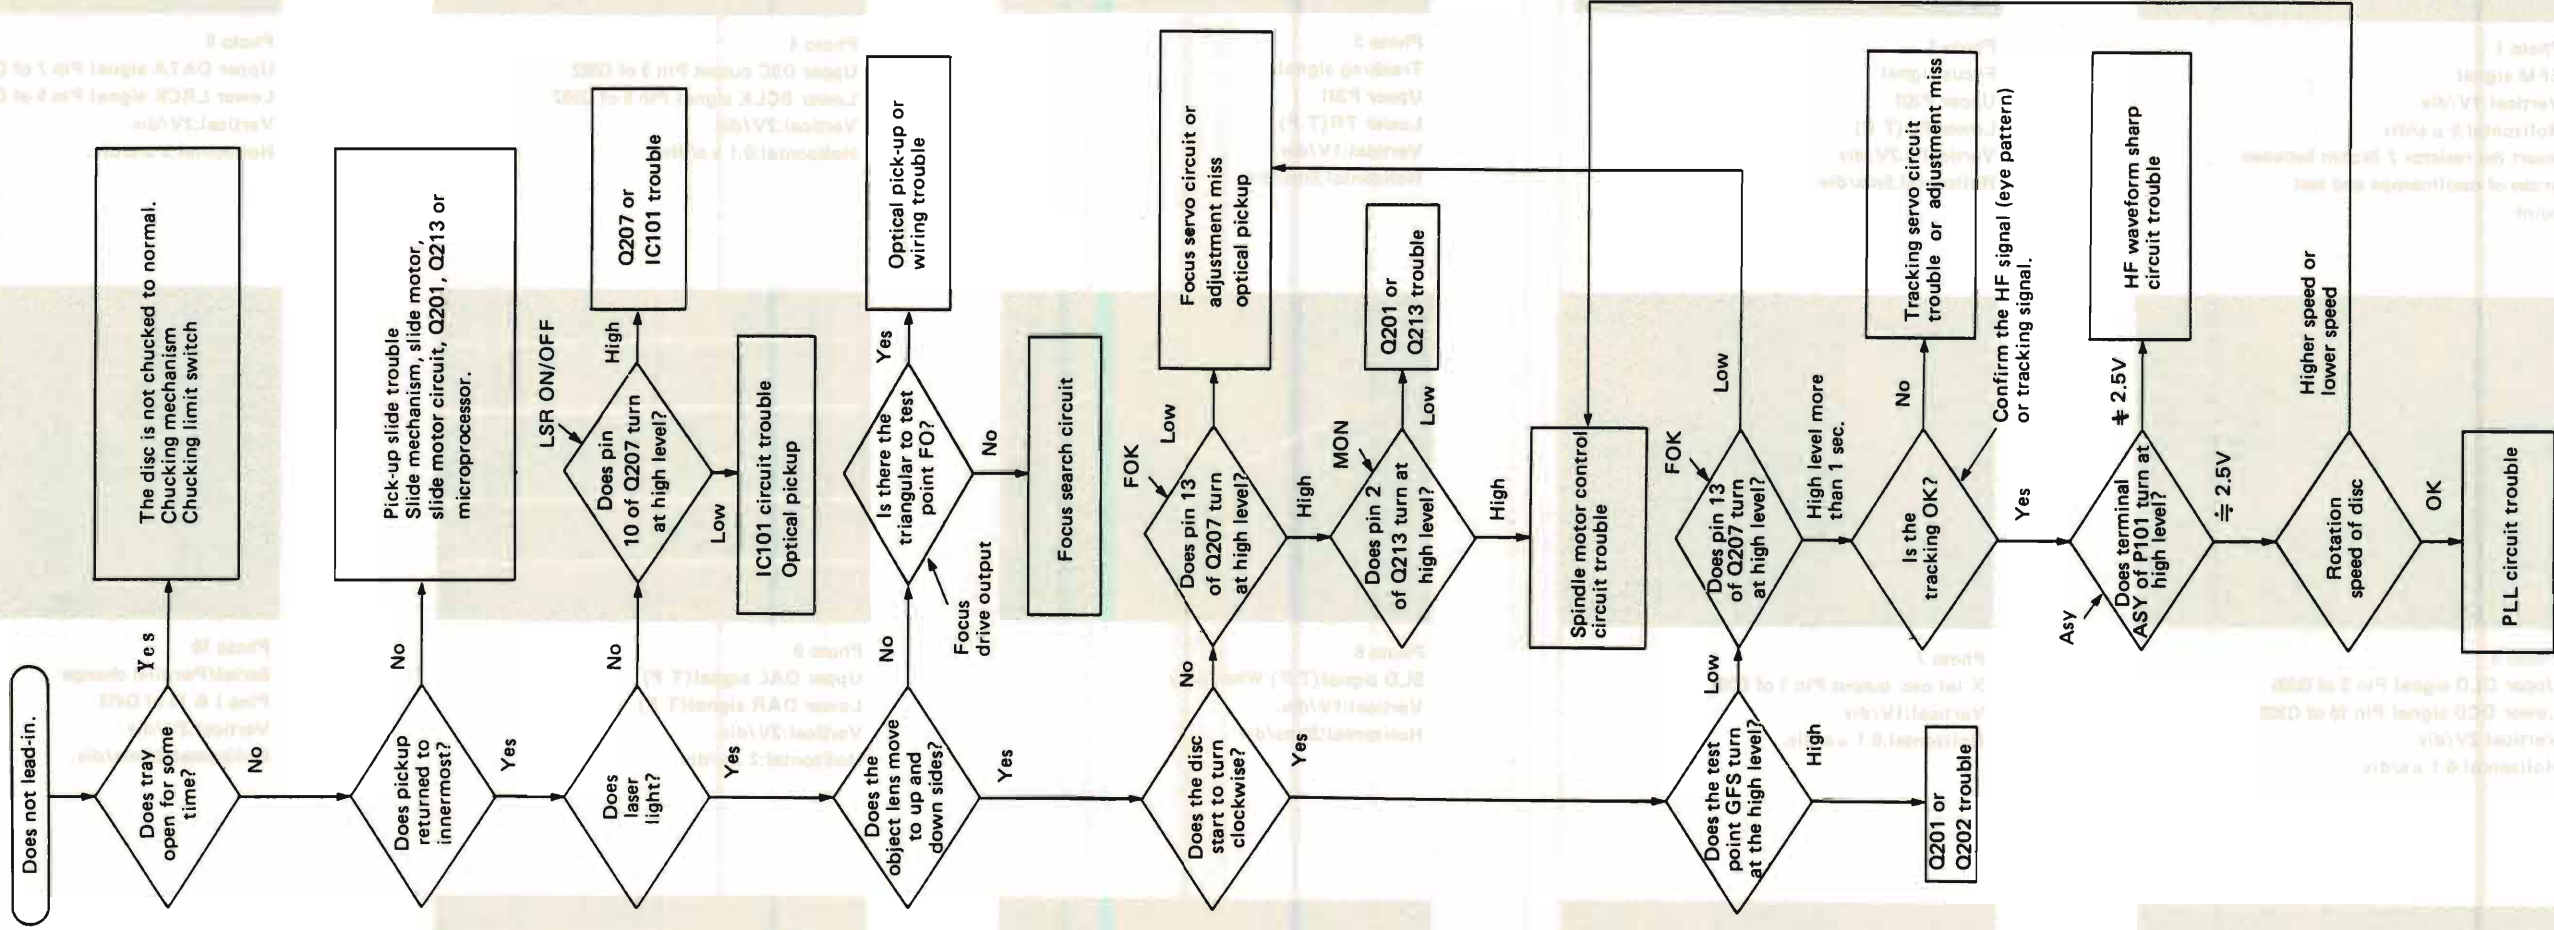 Does not lead-in.
Does tray
open for some
time?
Yes
The disc is not chucked to normal.
Chucking mechanism
Chucking limit switch
No
Does pickup
returned to
innermost?
No
Pick-up slide trouble
Slide mechanism, slide motor,
slide motor circuit, Q201, Q213 or
microprocessor.
Yes
Does
laser
light?
No
LSR ON/OFF
Does pin
10 of Q207 turn
at high level?
High
Q207 or
IC101 trouble
Low
IC101 circuit trouble
Optical pickup
Yes
Does the
object lens move
to up and
down sides?
No
Focus
drive output
Is there the
triangular to test
point FO?
Yes
Optical pick-up or
wiring trouble
No
Focus search circuit
Yes
Does the disc
start to turn
clockwise?
No
FOK
Does pin 13
of Q207 turn
at high level?
Low
Focus servo circuit or
adjustment miss
optical pickup
High
MON
Does pin 2
of Q213 turn at
high level?
Low
Q201 or
Q213 trouble
High
Spindle motor control
circuit trouble
Yes
Does the test
point GFS turn
at the high level?
High
Q201 or
Q202 trouble
Low
FOK
Does pin 13
of Q207 turn
at high level?
Low
High level more
than 1 sec.
Is the
tracking OK?
No
Tracking servo circuit
trouble or adjustment miss
Confirm the HF signal (eye pattern)
or tracking signal.
Yes
Asy
Does terminal
ASY of P101 turn at
high level?
≑ 2.5V
HF waveform sharp
circuit trouble
≒ 2.5V
Rotation
speed of disc
Higher speed or
lower speed
OK
PLL circuit trouble